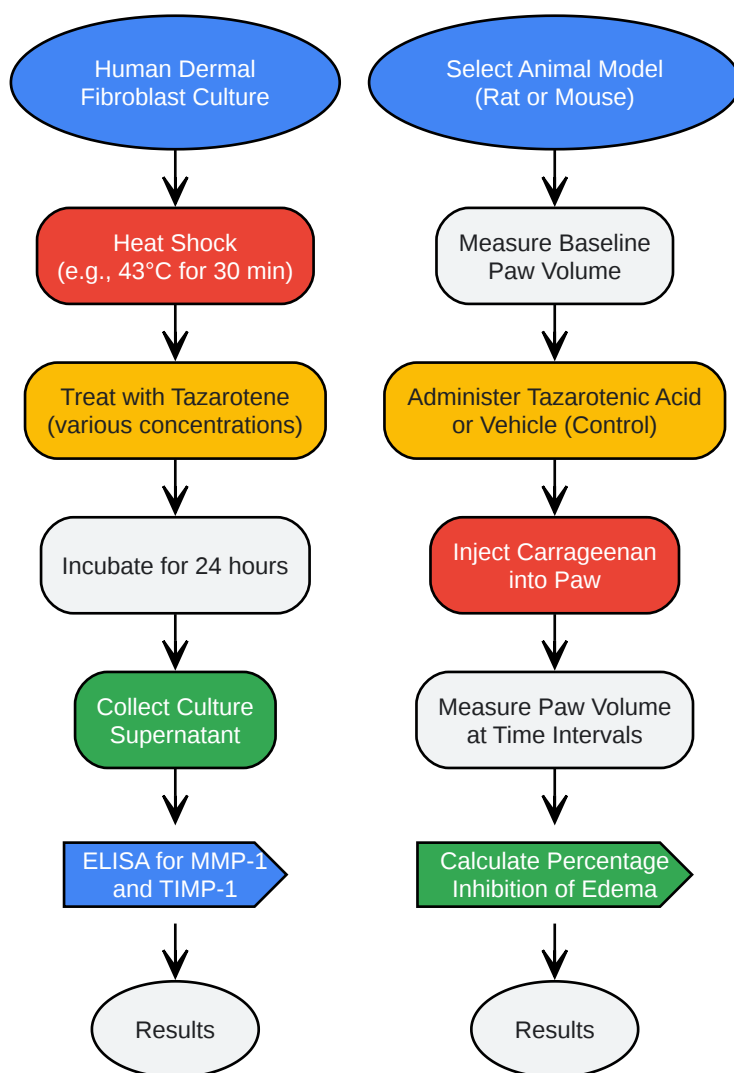 Human Dermal
Fibroblast Culture
Heat Shock
(e.g., 43°C for 30 min)
Treat with Tazarotene
(various concentrations)
Incubate for 24 hours
Collect Culture
Supernatant
ELISA for MMP-1
and TIMP-1
Results
Select Animal Model
(Rat or Mouse)
Measure Baseline
Paw Volume
Administer Tazarotenic Acid
or Vehicle (Control)
Inject Carrageenan
into Paw
Measure Paw Volume
at Time Intervals
Calculate Percentage
Inhibition of Edema
Results